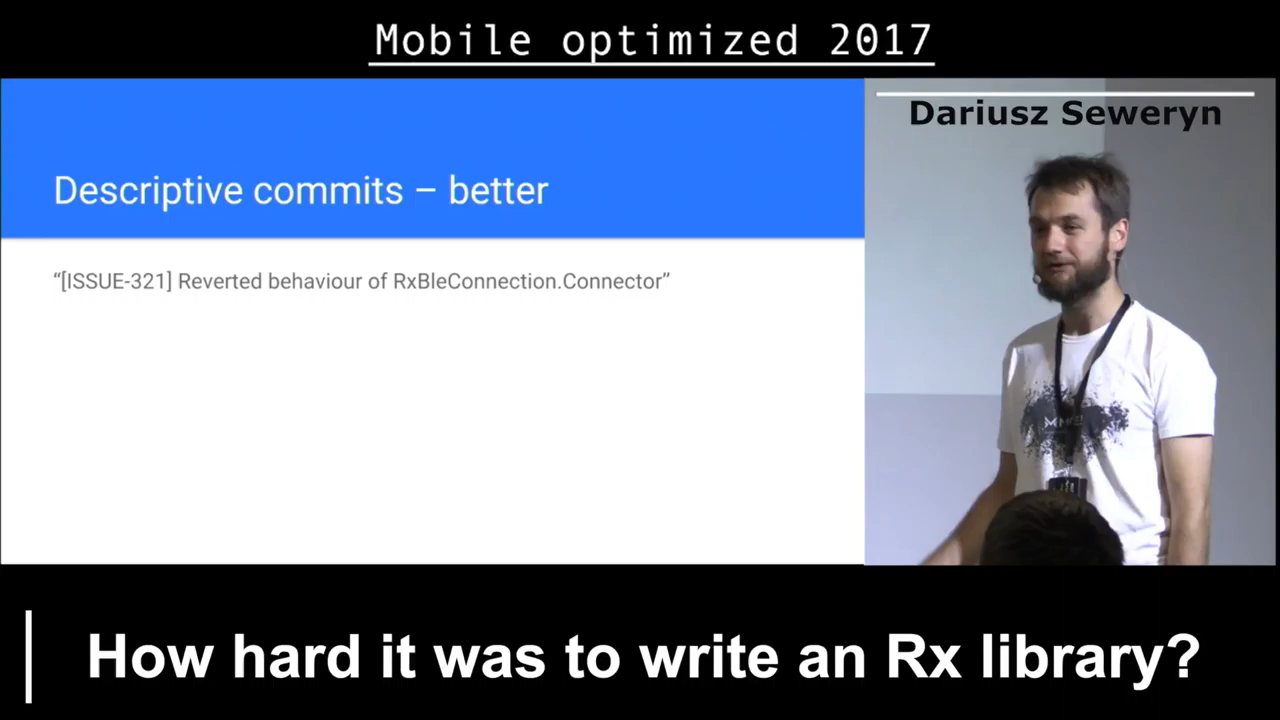 Mobile optimized 2017
Dariusz Seweryn
Descriptive commits – better
“[ISSUE-321] Reverted behaviour of RxBleConnection.Connector”
How hard it was to write an Rx library?